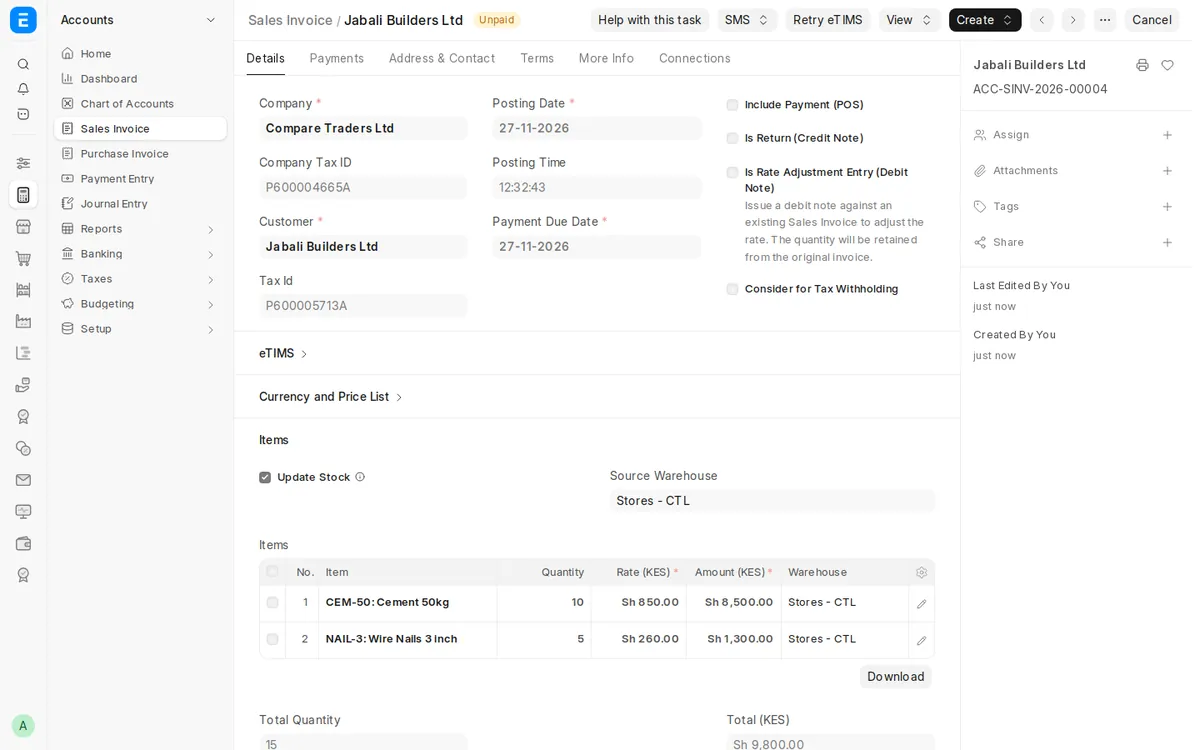 Accounts
Home
Dashboard
Chart of Accounts
Sales Invoice
Purchase Invoice
Payment Entry
Journal Entry
Reports
Banking
Taxes
Budgeting
Setup
A
Sales Invoice / Jabali Builders Ltd Unpaid
Help with this task SMS Retry eTIMS View Create ... Cancel
Details Payments Address & Contact Terms More Info Connections
Company *
Compare Traders Ltd
Company Tax ID
P600004665A
Customer *
Jabali Builders Ltd
Tax Id
P600005713A
Posting Date *
27-11-2026
Posting Time
12:32:43
Payment Due Date *
27-11-2026
Include Payment (POS)
Is Return (Credit Note)
Is Rate Adjustment Entry (Debit
Note)
Issue a debit note against an
existing Sales Invoice to adjust the
rate. The quantity will be retained
from the original invoice.
Consider for Tax Withholding
eTIMS
Currency and Price List
Items
Update Stock
Source Warehouse
Stores - CTL
Items
No. Item Quantity Rate (KES) * Amount (KES) * Warehouse
1 CEM-50: Cement 50kg 10 Sh 850.00 Sh 8,500.00 Stores - CTL
2 NAIL-3: Wire Nails 3 inch 5 Sh 260.00 Sh 1,300.00 Stores - CTL
Download
Total Quantity
15
Total (KES)
Sh 9,800.00
Jabali Builders Ltd
ACC-SINV-2026-00004
Assign
Attachments
Tags
Share
Last Edited By You
just now
Created By You
just now